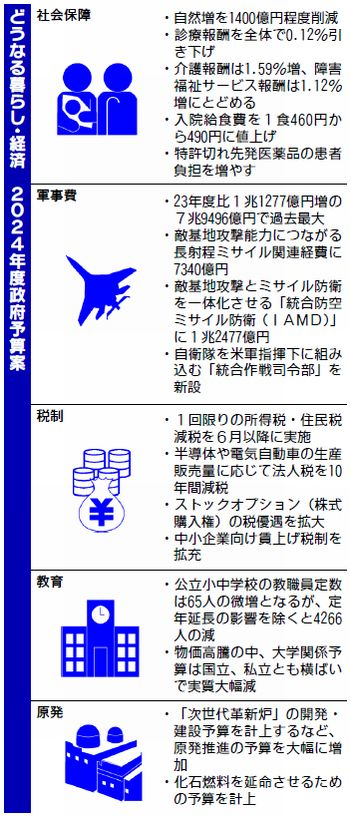 どうなる暮らし・経済 2024年度政府予算案
社会保障
・自然増を1400億円程度削減
・診療報酬を全体で0.12％引
き下げ
・介護報酬は1.59％増、障害
福祉サービス報酬は1.12％
増にとどめる
・入院給食費を１食460円か
ら490円に値上げ
・特許切れ先発医薬品の患者
負担を増やす
軍事費
・23年度比１兆1277億円増の
７兆9496億円で過去最大
・敵基地攻撃能力につながる
長射程ミサイル関連経費に
7340億円
・敵基地攻撃とミサイル防衛
を一体化させる「統合防空
ミサイル防衛（ＩＡＭＤ）」
に１兆2477億円
・自衛隊を米軍指揮下に組み
込む「統合作戦司令部」を
新設
税制
・１回限りの所得税・住民税
減税を６月以降に実施
・半導体や電気自動車の生産
販売量に応じて法人税を10
年間減税
・ストックオプション（株式
購入権）の税優遇を拡大
・中小企業向け賃上げ税制を
拡充
¥
教育
・公立小中学校の教職員定数
は65人の微増となるが、定
年延長の影響を除くと4266
人の減
・物価高騰の中、大学関係予
算は国立、私立とも横ばい
で実質大幅減
原発
・「次世代革新炉」の開発・
建設予算を計上するなど、
原発推進の予算を大幅に増
加
・化石燃料を延命させるため
の予算を計上